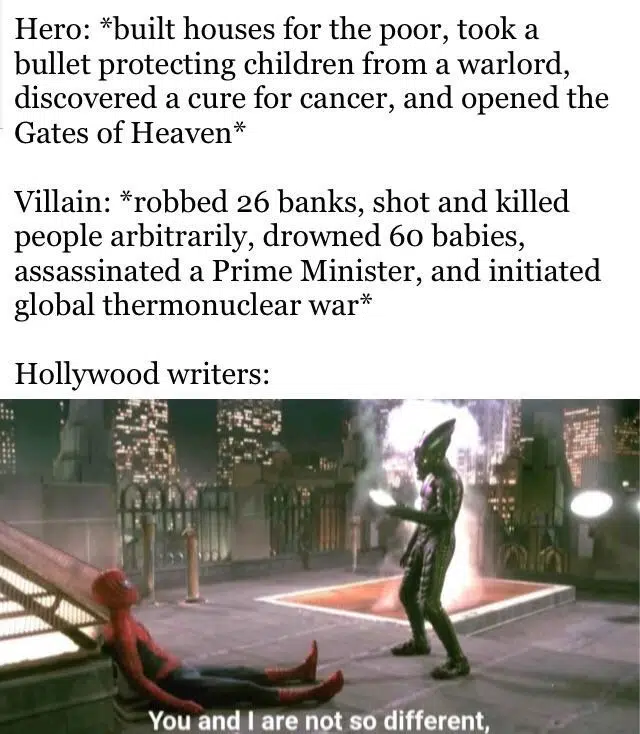 Hero: *built houses for the poor, took a
bullet protecting children from a warlord,
discovered a cure for cancer, and opened the
Gates of Heaven*
Villain: *robbed 26 banks, shot and killed
people arbitrarily, drowned 60 babies,
assassinated a Prime Minister, and initiated
global thermonuclear war*
Hollywood writers:
You and I are not so different,